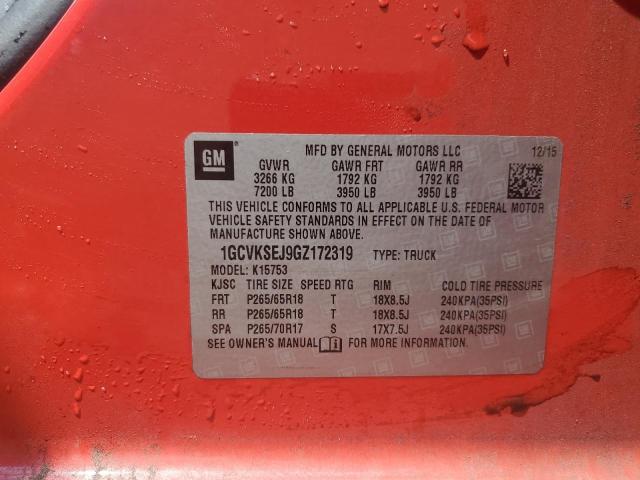 GM
MFD BY GENERAL MOTORS LLC 12/15
GVWR GAWR FRT GAWR RR
3266 KG 1792 KG 1792 KG
7200 LB 3950 LB 3950 LB
THIS VEHICLE CONFORMS TO ALL APPLICABLE U.S. FEDERAL MOTOR
VEHICLE SAFETY STANDARDS IN EFFECT ON THE DATE OF
MANUFACTURE SHOWN ABOVE.
1GCVKSEJ9GZ172319 TYPE: TRUCK
MODEL: K15753
KJSC TIRE SIZE SPEED RTG RIM COLD TIRE PRESSURE
FRT P265/65R18 T 18X8.5J 240KPA(35PSI)
RR P265/65R18 T 18X8.5J 240KPA(35PSI)
SPA P265/70R17 S 17X7.5J 240KPA(35PSI)
SEE OWNER'S MANUAL FOR MORE INFORMATION.